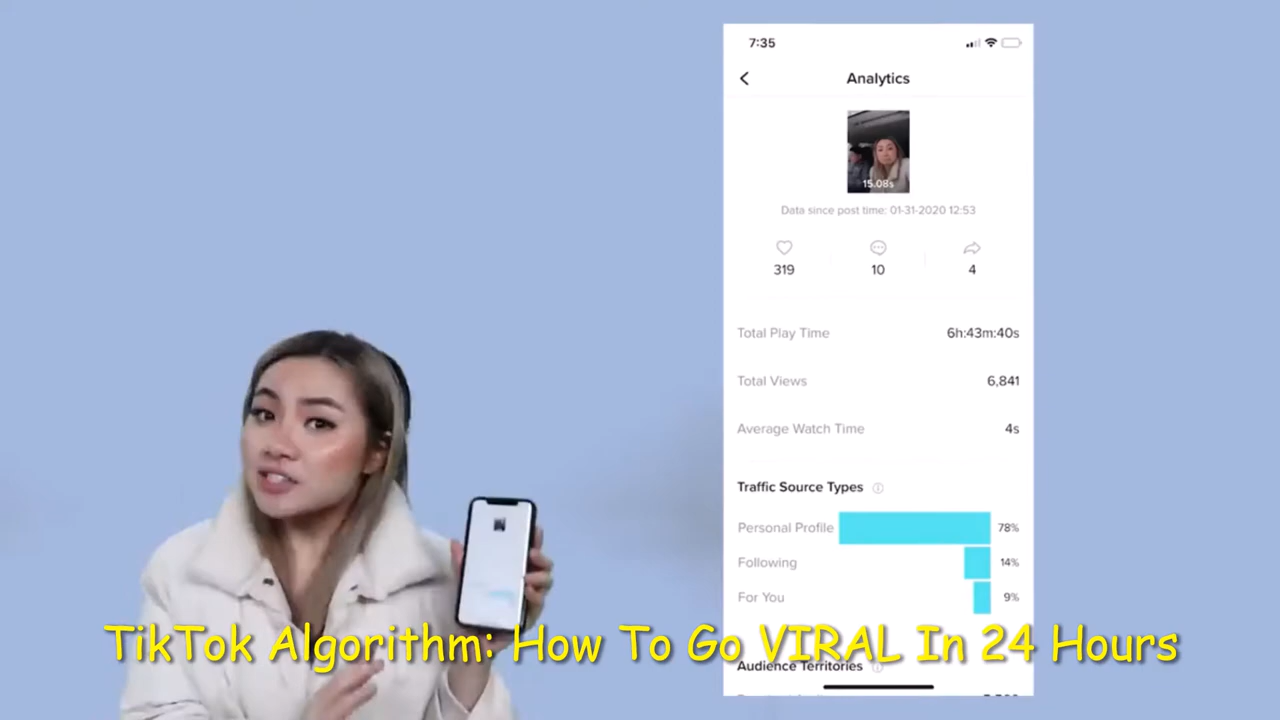 7:35
Analytics
15.08s
Data since post time: 01-31-2020 12:53
319 10 4
Total Play Time 6h:43m:40s
Total Views 6,841
Average Watch Time 4s
Traffic Source Types
Personal Profile 78%
Following 14%
For You 9%
TikTok Algorithm: How To Go VIRAL In 24 Hours
Audience Territories